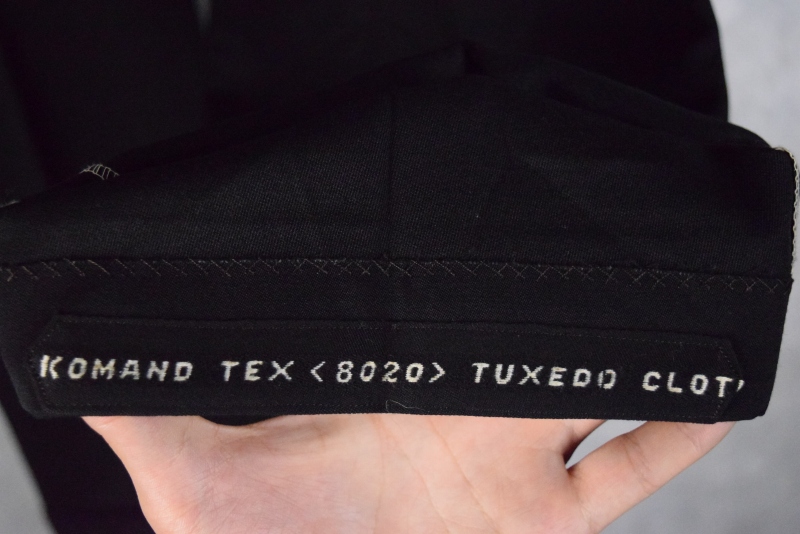 KOMAND TEX <8020> TUXEDO CLOT